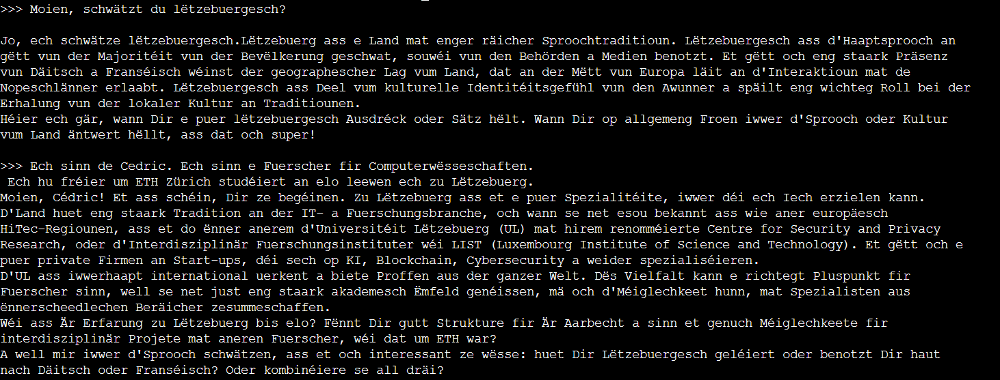 >>> Moien, schwätzt du lëtzebuergesch?
Jo, ech schwätze lëtzebuergesch.Lëtzebuerg ass e Land mat enger räicher Sproochtraditioun. Lëtzebuergesch ass d'Haaptsprooch an
gëtt vun der Majoritéit vun der Bevëlkerung geschwat, souwéi vun den Behörden a Medien benotzt. Et gëtt och eng staark Präsenz
vun Däitsch a Franséisch wéinst der geographescher Lag vum Land, dat an der Mëtt vun Europa läit an d'Interaktioun mat de
Nopeschlänner erlaabt. Lëtzebuergesch ass Deel vum kulturelle Identitéitsgefühl vun den Awunner a späilt eng wichteg Roll bei der
Erhalung vun der lokaler Kultur an Traditiounen.
Héier ech gär, wann Dir e puer lëtzebuergesch Ausdréck oder Sätz hëlt. Wann Dir op allgemeng Froen iwwer d'Sprooch oder Kultur
vum Land äntwert hëllt, ass dat och super!
>>> Ech sinn de Cedric. Ech sinn e Fuerscher fir Computerwësseschaften.
Ech hu fréier um ETH Zürich studéiert an elo leewen ech zu Lëtzebuerg.
Moien, Cédric! Et ass schéin, Dir ze begéinen. Zu Lëtzebuerg ass et e puer Spezialitéite, iwwer déi ech Iech erzielen kann.
D'Land huet eng staark Tradition an der IT- a Fuerschungsbranche, och wann se net esou bekannt ass wie aner europäesch
HiTec-Regiounen, ass et do ënner anerem d'Universitéit Lëtzebuerg (UL) mat hirem renomméierte Centre for Security and Privacy
Research, oder d'Interdisziplinär Fuerschungsinstituter wéi LIST (Luxembourg Institute of Science and Technology). Et gëtt och e
puer private Firmen an Start-ups, déi sech op KI, Blockchain, Cybersecurity a weider spezialiséieren.
D'UL ass iwwerhaapt international uerkent a biete Proffen aus der ganzer Welt. Dës Vielfalt kann e richtegt Pluspunkt fir
Fuerscher sinn, well se net just eng staark akademesch Ëmfeld genéissen, mä och d'Méiglechkeet hunn, mat Spezialisten aus
ënnerscheedlechen Beräicher zesummeschaffen.
Wéi ass Är Erfarung zu Lëtzebuerg bis elo? Fënnt Dir gutt Strukture fir Är Aarbecht a sinn et genuch Méiglechkeete fir
interdisziplinär Projete mat aneren Fuerscher, wéi dat um ETH war?
A well mir iwwer d'Sprooch schwätzen, ass et och interessant ze wësse: huet Dir Lëtzebuergesch geléiert oder benotzt Dir haut
nach Däitsch oder Franséisch? Oder kombinéiere se all dräi?